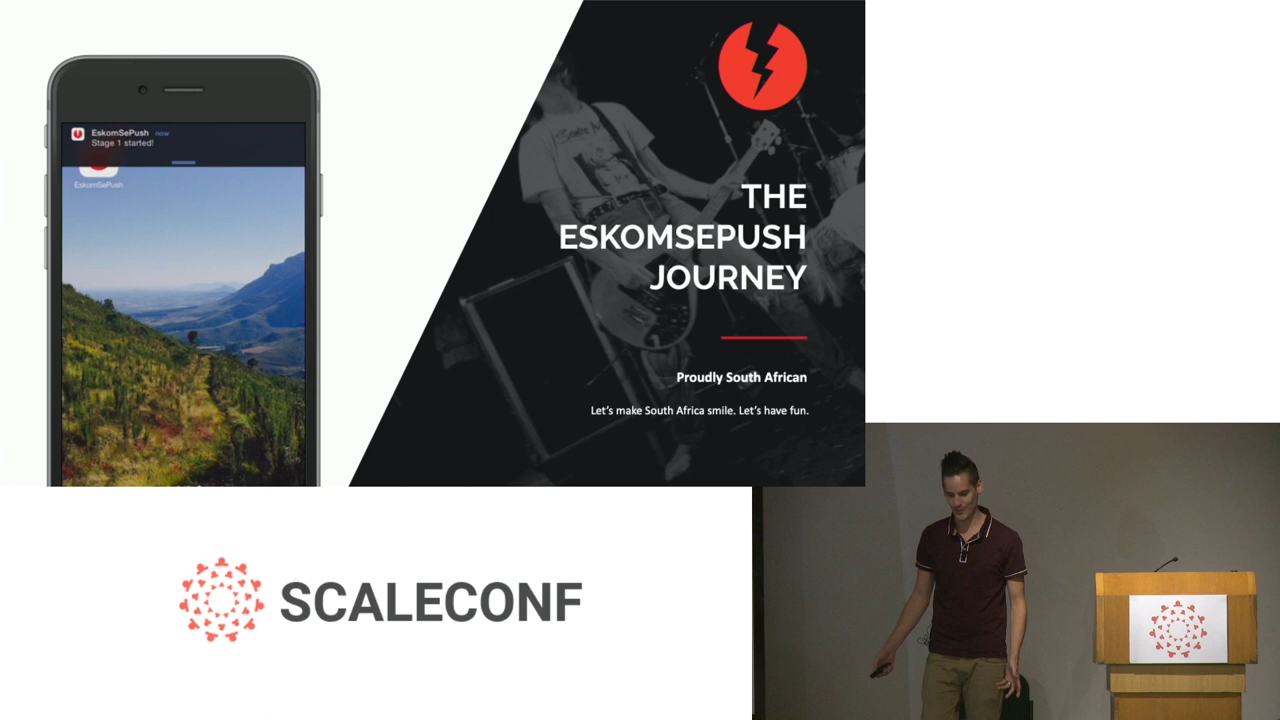 EskomSePush now
Stage 1 started!
EskomSePush
THE
ESKOMSEPUSH
JOURNEY
Proudly South African
Let's make South Africa smile. Let's have fun.
SCALECONF